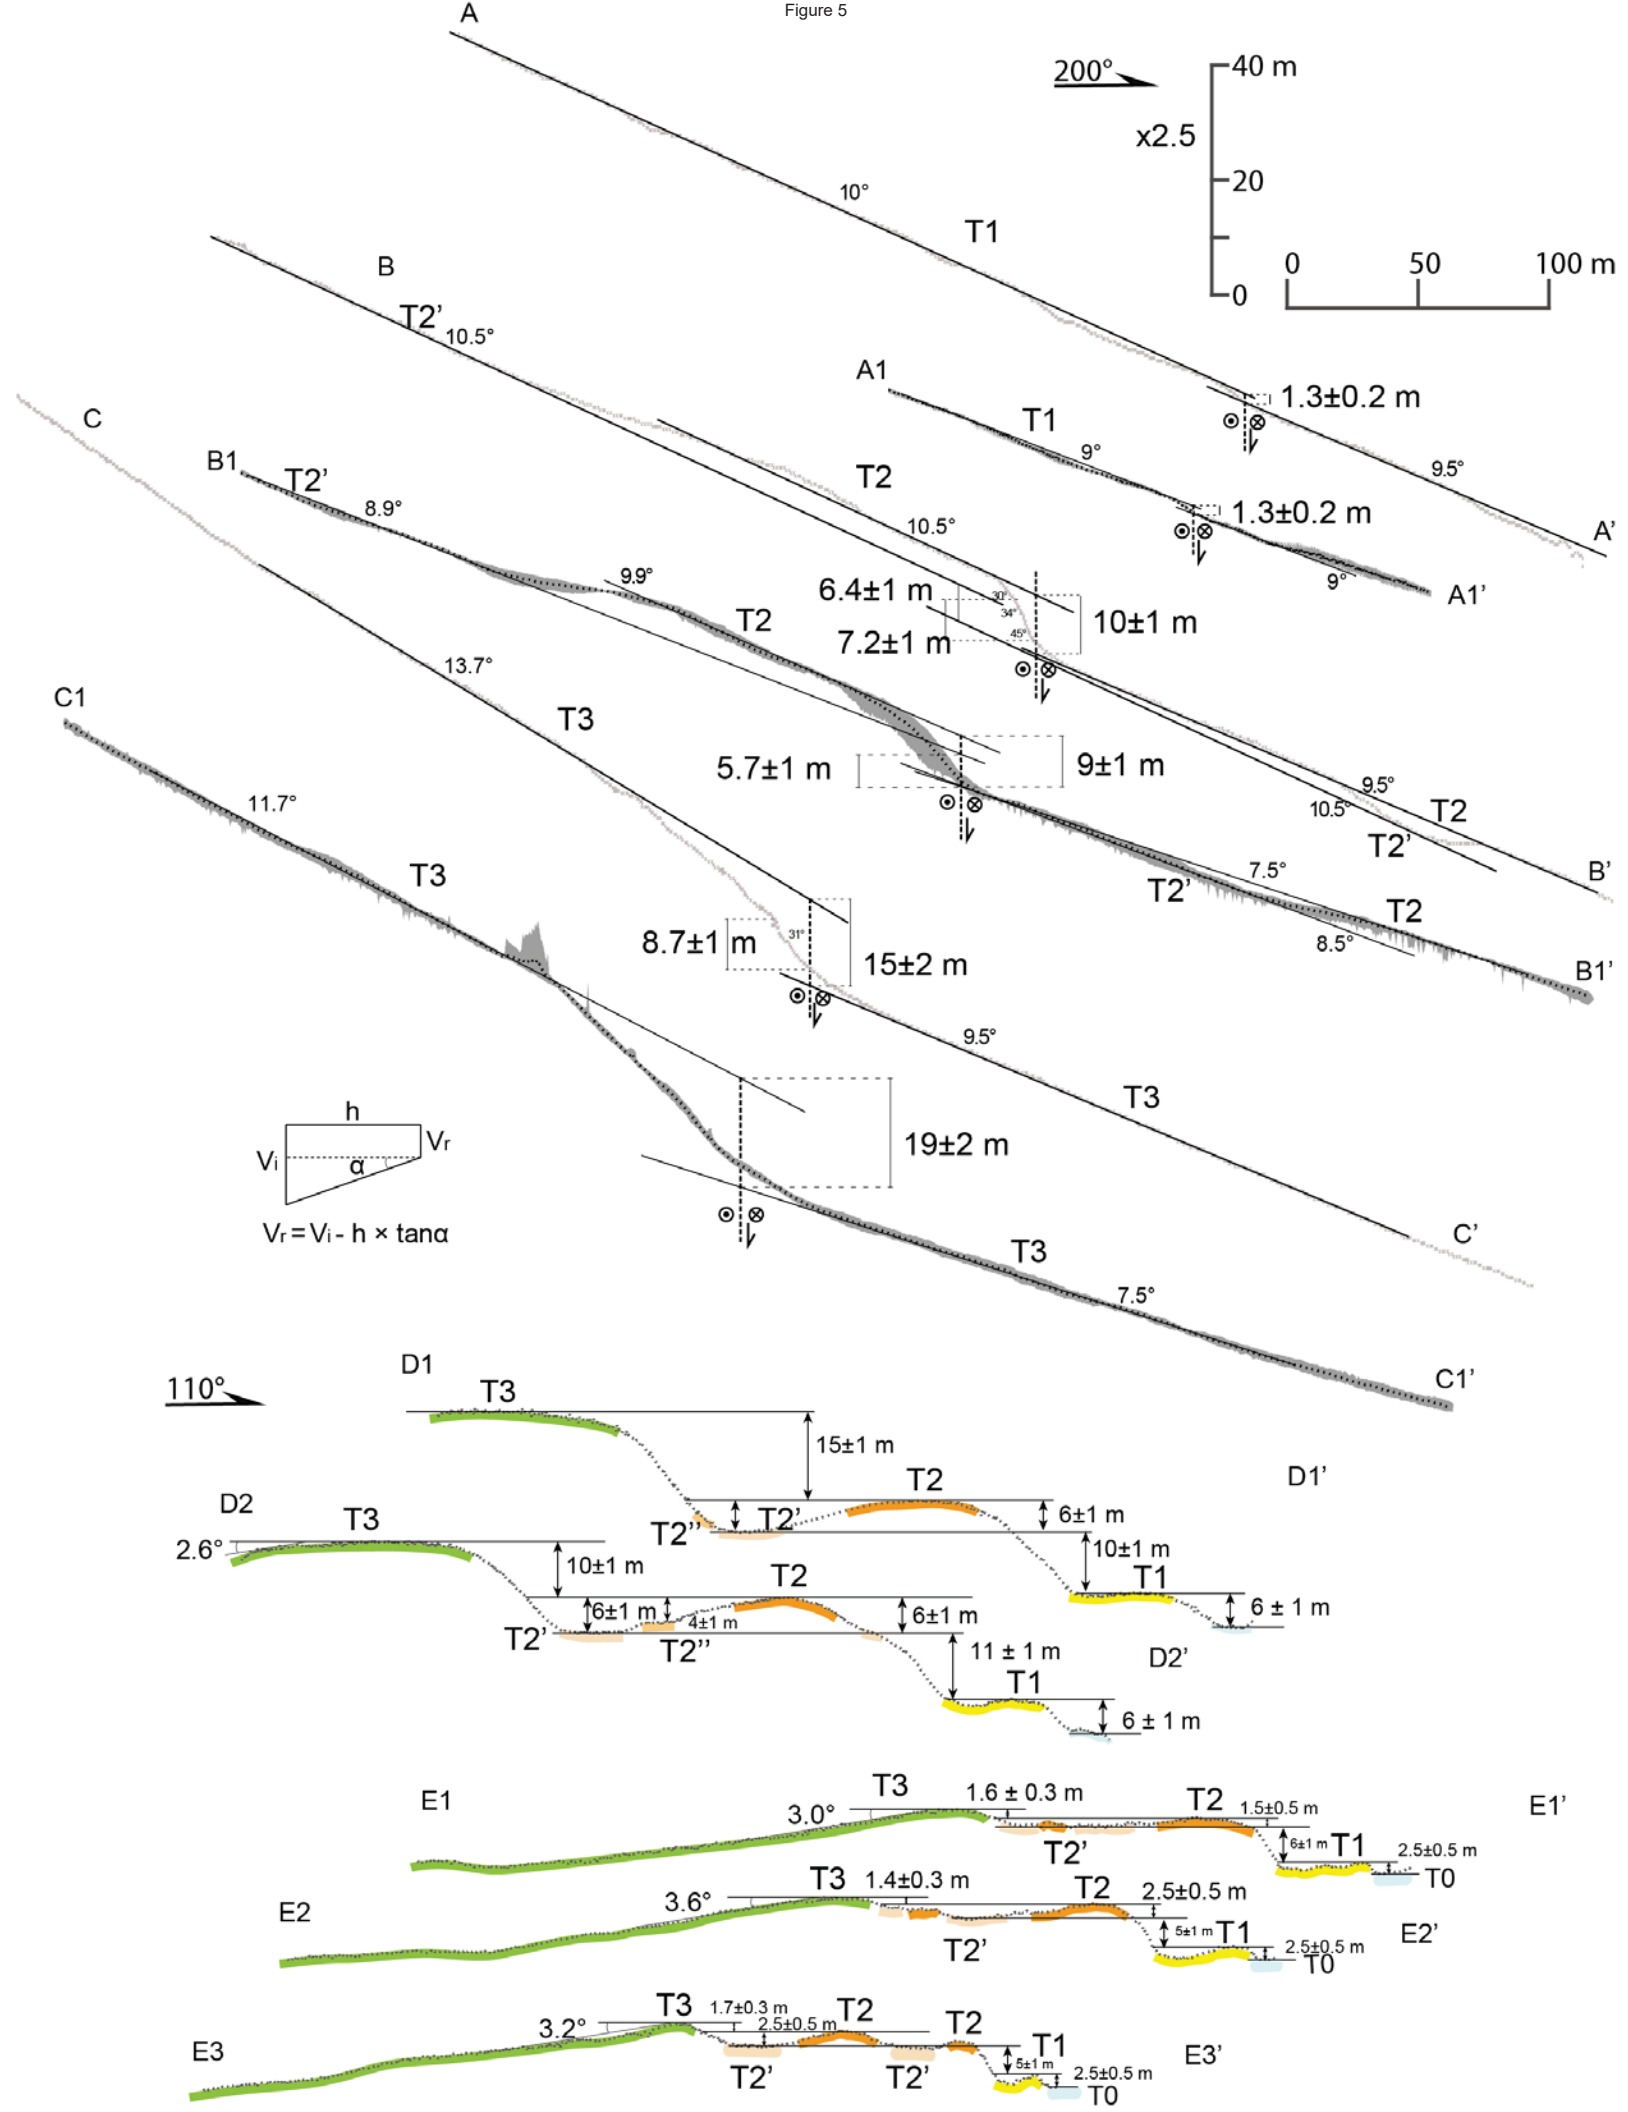 Figure 5
A
200°
40 m
x2.5
20
0
0 50 100 m
10°
T1
B
T2’
10.5°
A1
T1
9°
1.3±0.2 m
9.5°
A’
1.3±0.2 m
9°
A1’
C
B1
T2’
8.9°
T2
10.5°
9.9°
T2
6.4±1 m
30°
34°
45°
7.2±1 m
10±1 m
13.7°
T3
C1
5.7±1 m
9±1 m
9.5°
10.5°
T2
T2’
B’
11.7°
T3
7.5°
T2’
T2
8.5°
B1’
8.7±1 m
31°
15±2 m
9.5°
T3
h
Vr
Vi
α
Vr = Vi - h × tanα
19±2 m
C’
T3
7.5°
C1’
110°
D1
T3
15±1 m
T2
D1’
T2’’
T2’
6±1 m
10±1 m
T1
6 ± 1 m
D2
T3
2.6°
10±1 m
T2
6±1 m
4±1 m
6±1 m
T2’
T2’’
11 ± 1 m
D2’
T1
6 ± 1 m
E1
T3
1.6 ± 0.3 m
3.0°
T2
1.5±0.5 m
E1’
T2’
6±1 m
T1
2.5±0.5 m
T0
E2
T3
1.4±0.3 m
3.6°
T2
2.5±0.5 m
T2’
5±1 m
T1
E2’
2.5±0.5 m
T0
E3
T3
1.7±0.3 m
3.2°
2.5±0.5 m
T2
T2
T1
E3’
T2’
T2’
5±1 m
2.5±0.5 m
T0